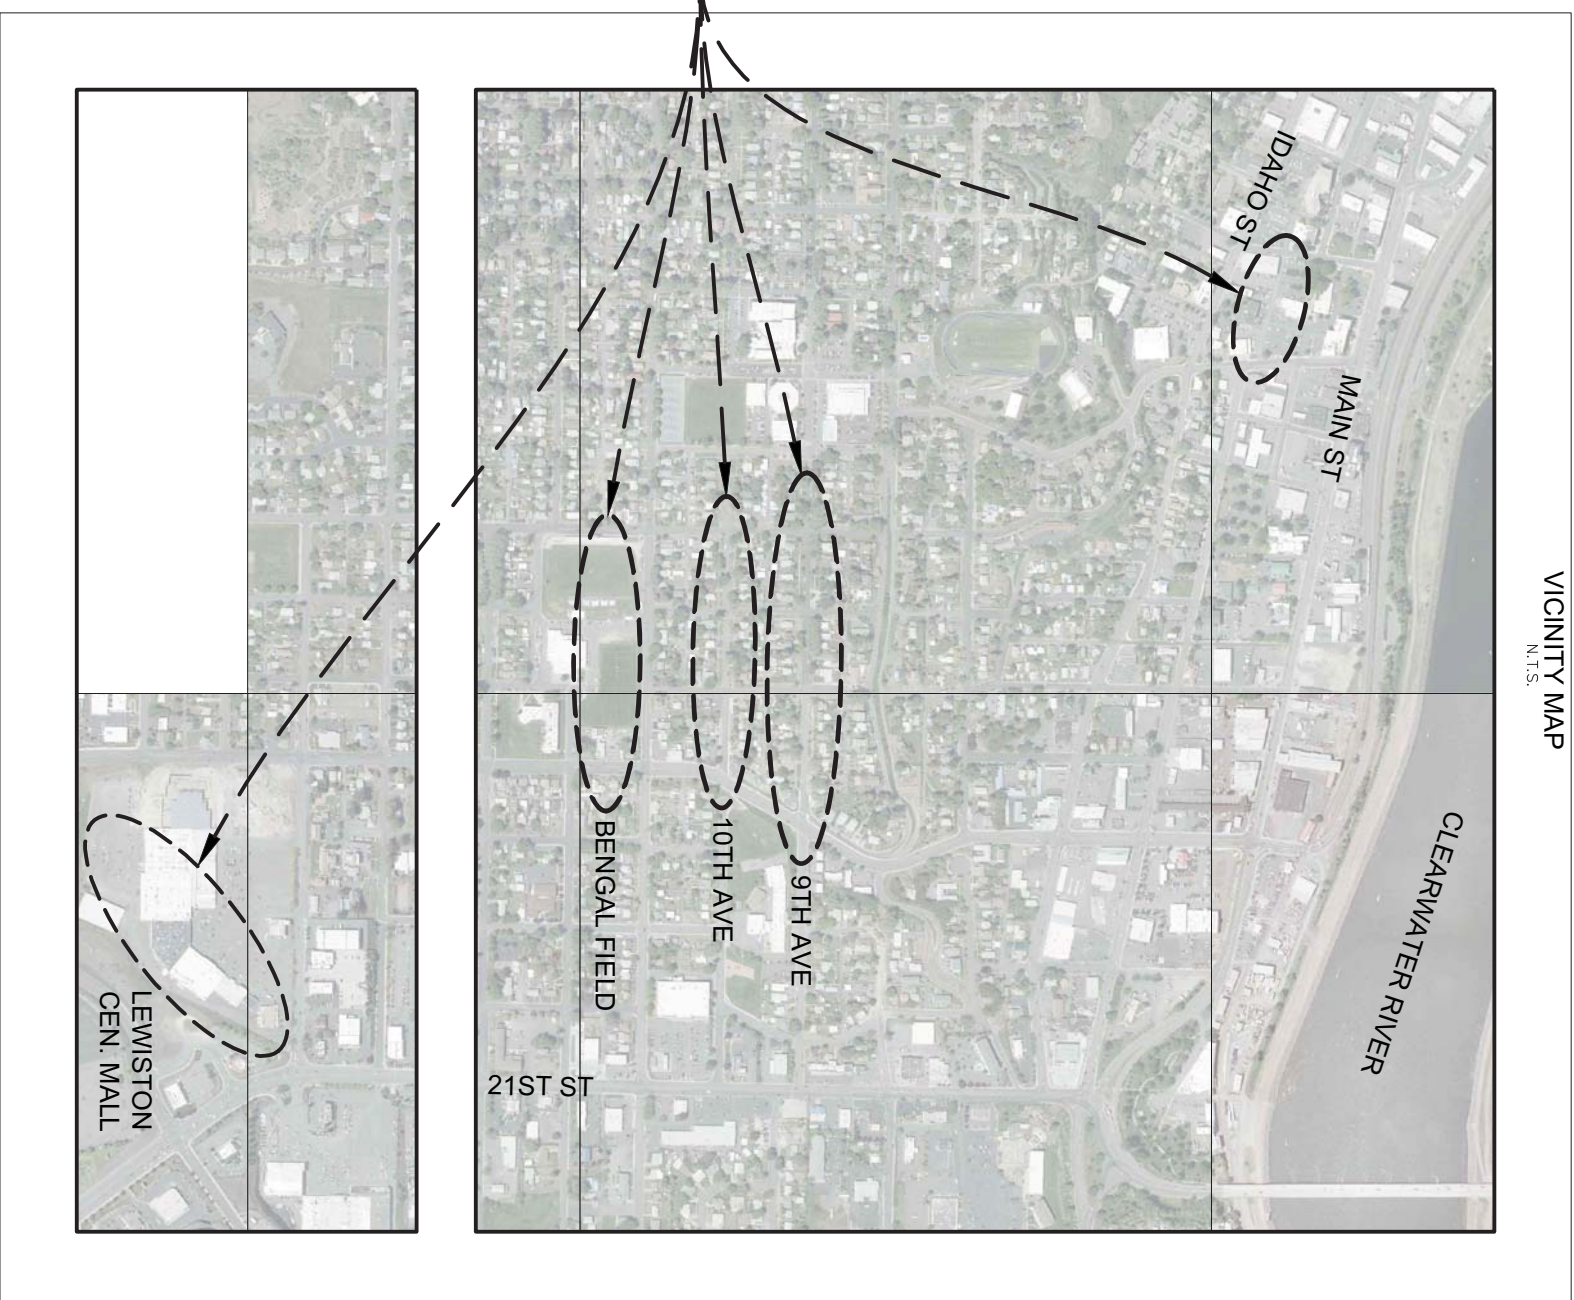 VICINITY MAP
N.T.S.
CLEARWATER RIVER
IDAHO ST
MAIN ST
9TH AVE
10TH AVE
BENGAL FIELD
21ST ST
LEWISTON
CEN. MALL